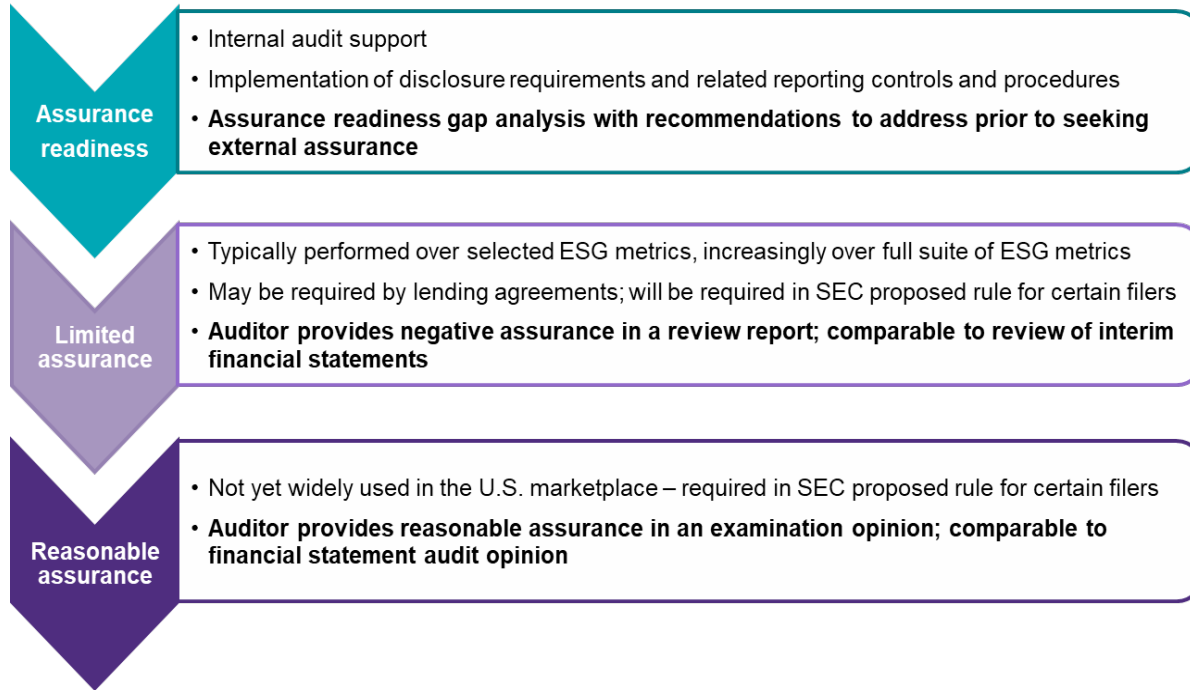 Assurance
readiness
• Internal audit support
• Implementation of disclosure requirements and related reporting controls and procedures
• Assurance readiness gap analysis with recommendations to address prior to seeking
external assurance
Limited
assurance
• Typically performed over selected ESG metrics, increasingly over full suite of ESG metrics
• May be required by lending agreements; will be required in SEC proposed rule for certain filers
• Auditor provides negative assurance in a review report; comparable to review of interim
financial statements
Reasonable
assurance
• Not yet widely used in the U.S. marketplace – required in SEC proposed rule for certain filers
• Auditor provides reasonable assurance in an examination opinion; comparable to
financial statement audit opinion